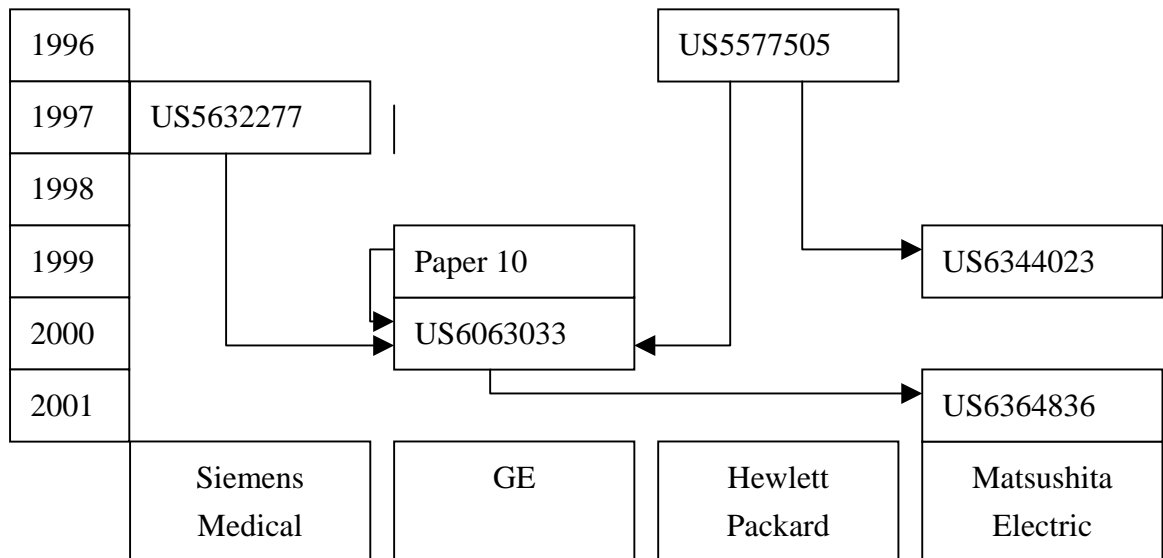 1996
US5577505
1997
US5632277
1998
1999
Paper 10
US6344023
2000
US6063033
2001
US6364836
Siemens
Medical
GE
Hewlett
Packard
Matsushita
Electric